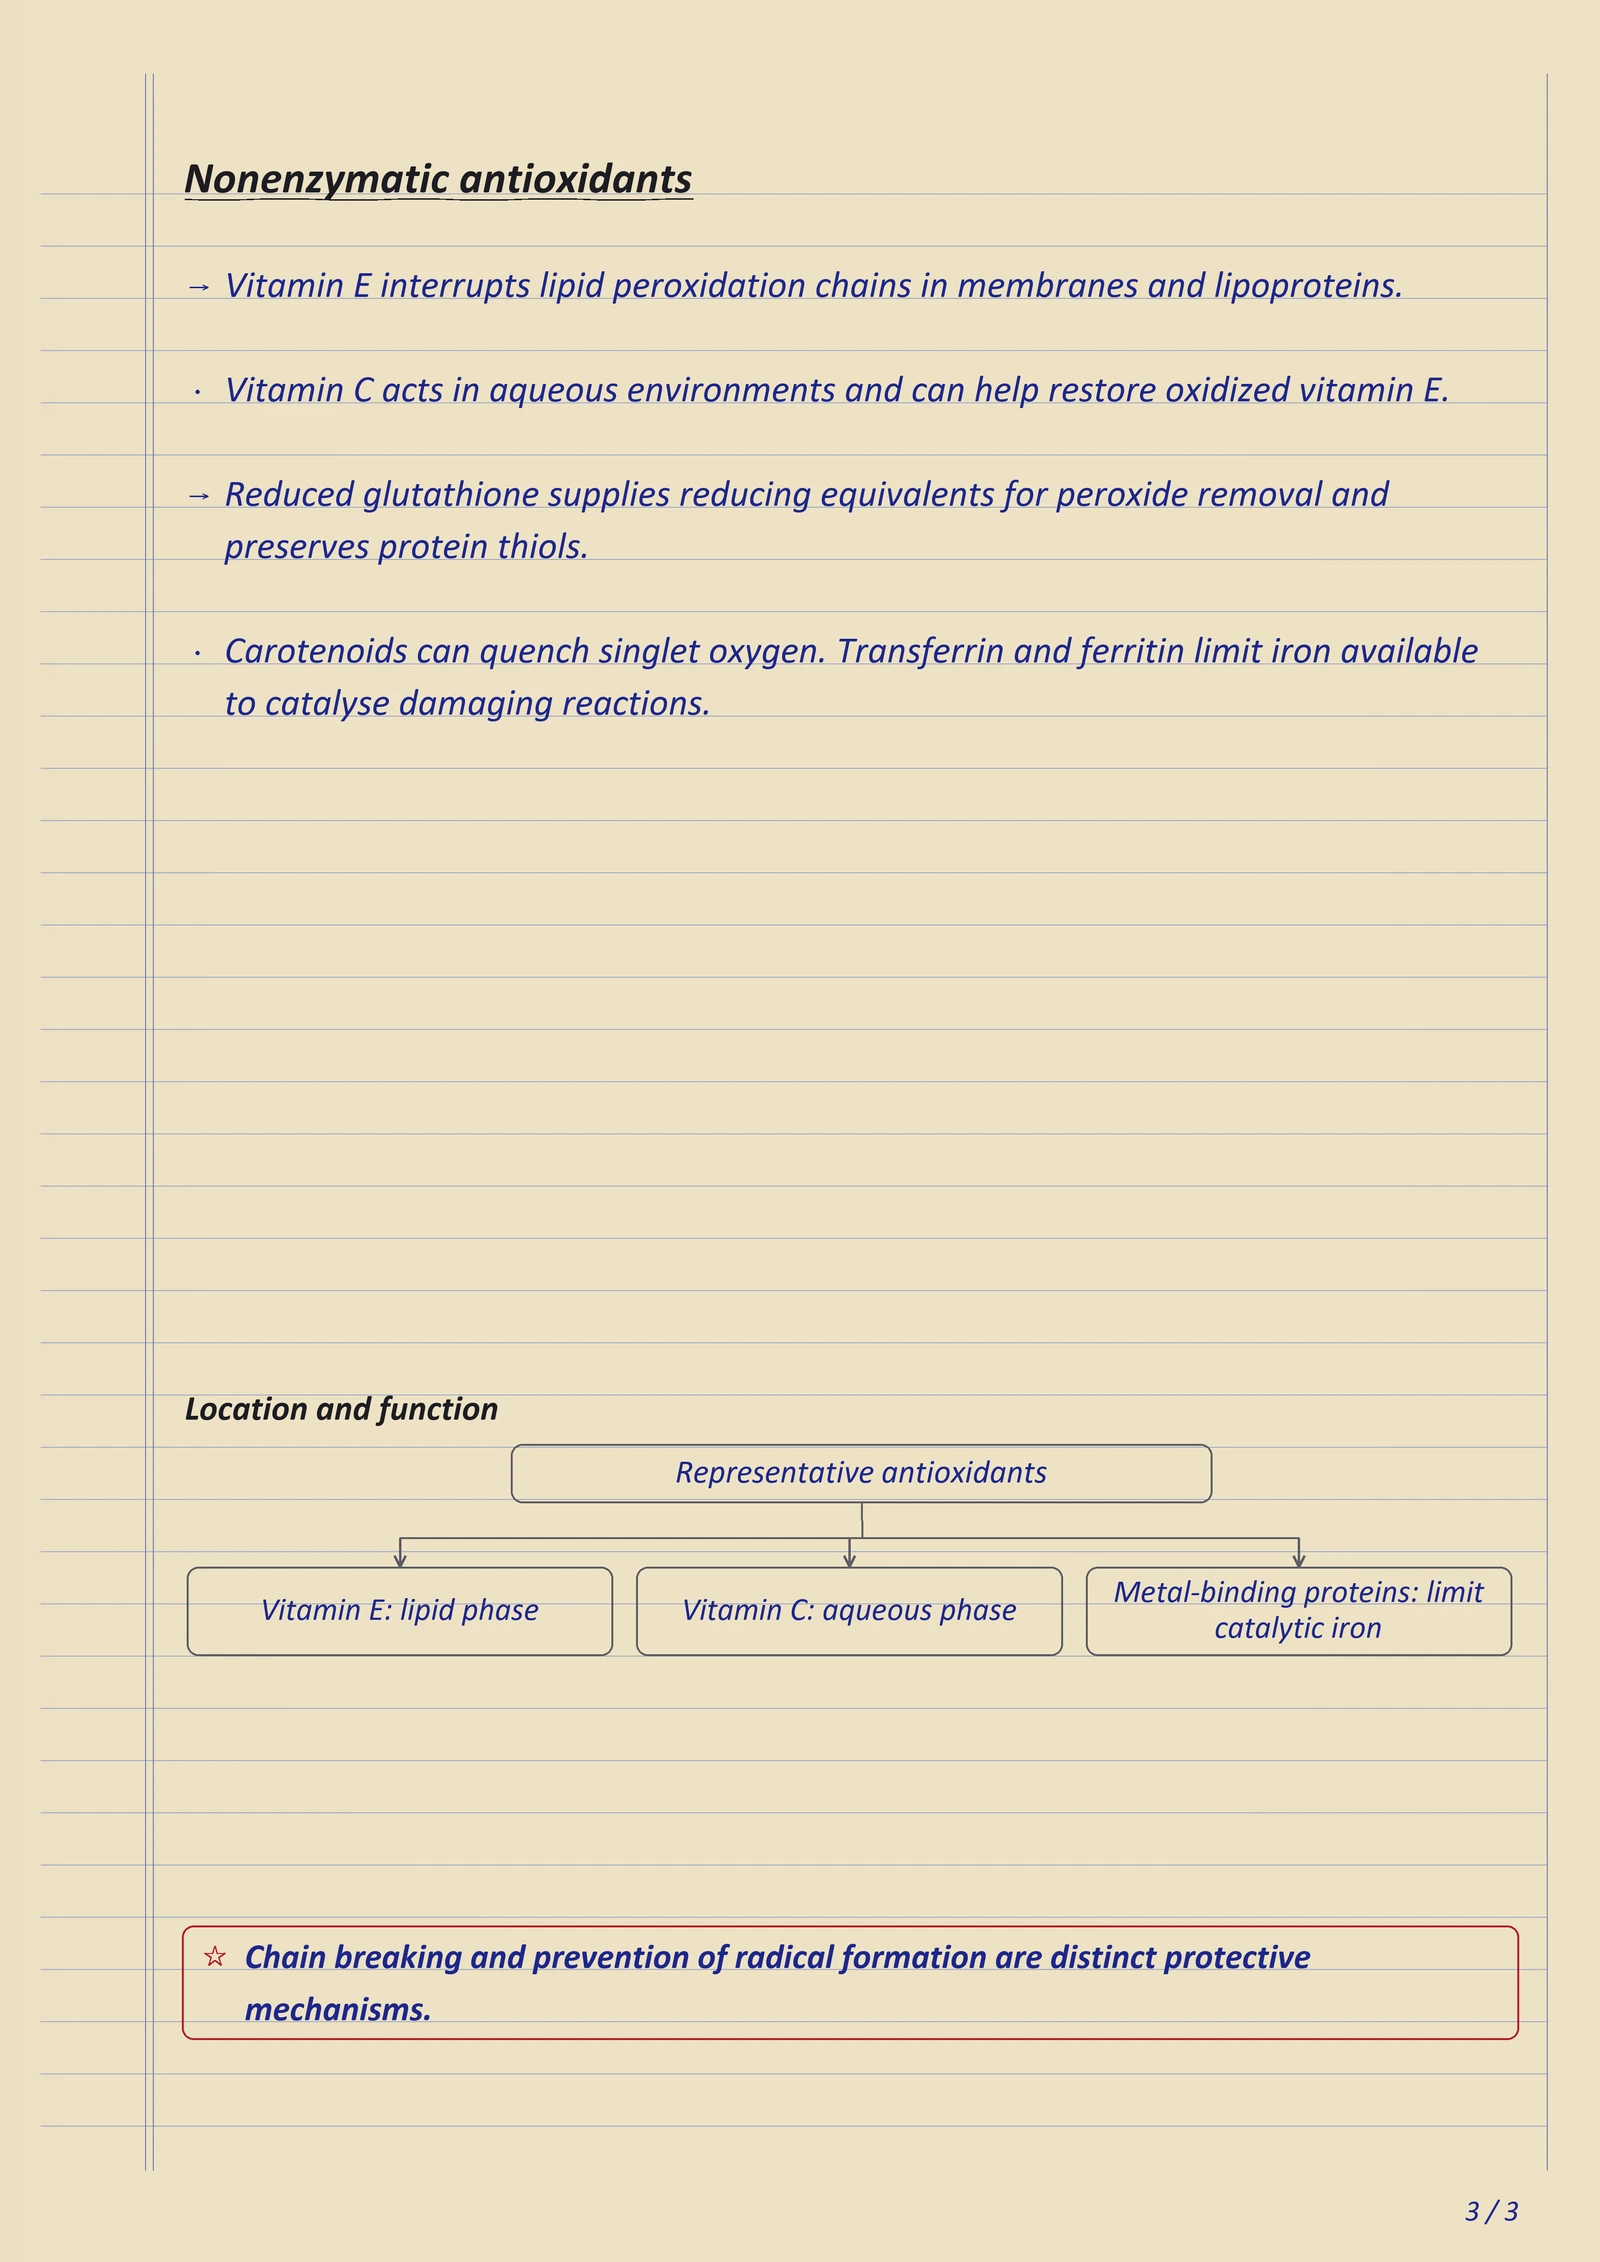 Nonenzymatic antioxidants
→ Vitamin E interrupts lipid peroxidation chains in membranes and lipoproteins.
· Vitamin C acts in aqueous environments and can help restore oxidized vitamin E.
→ Reduced glutathione supplies reducing equivalents for peroxide removal and
preserves protein thiols.
· Carotenoids can quench singlet oxygen. Transferrin and ferritin limit iron available
to catalyse damaging reactions.
Location and function
Representative antioxidants
Vitamin E: lipid phase
Vitamin C: aqueous phase
Metal-binding proteins: limit
catalytic iron
☆ Chain breaking and prevention of radical formation are distinct protective
mechanisms.
3 / 3